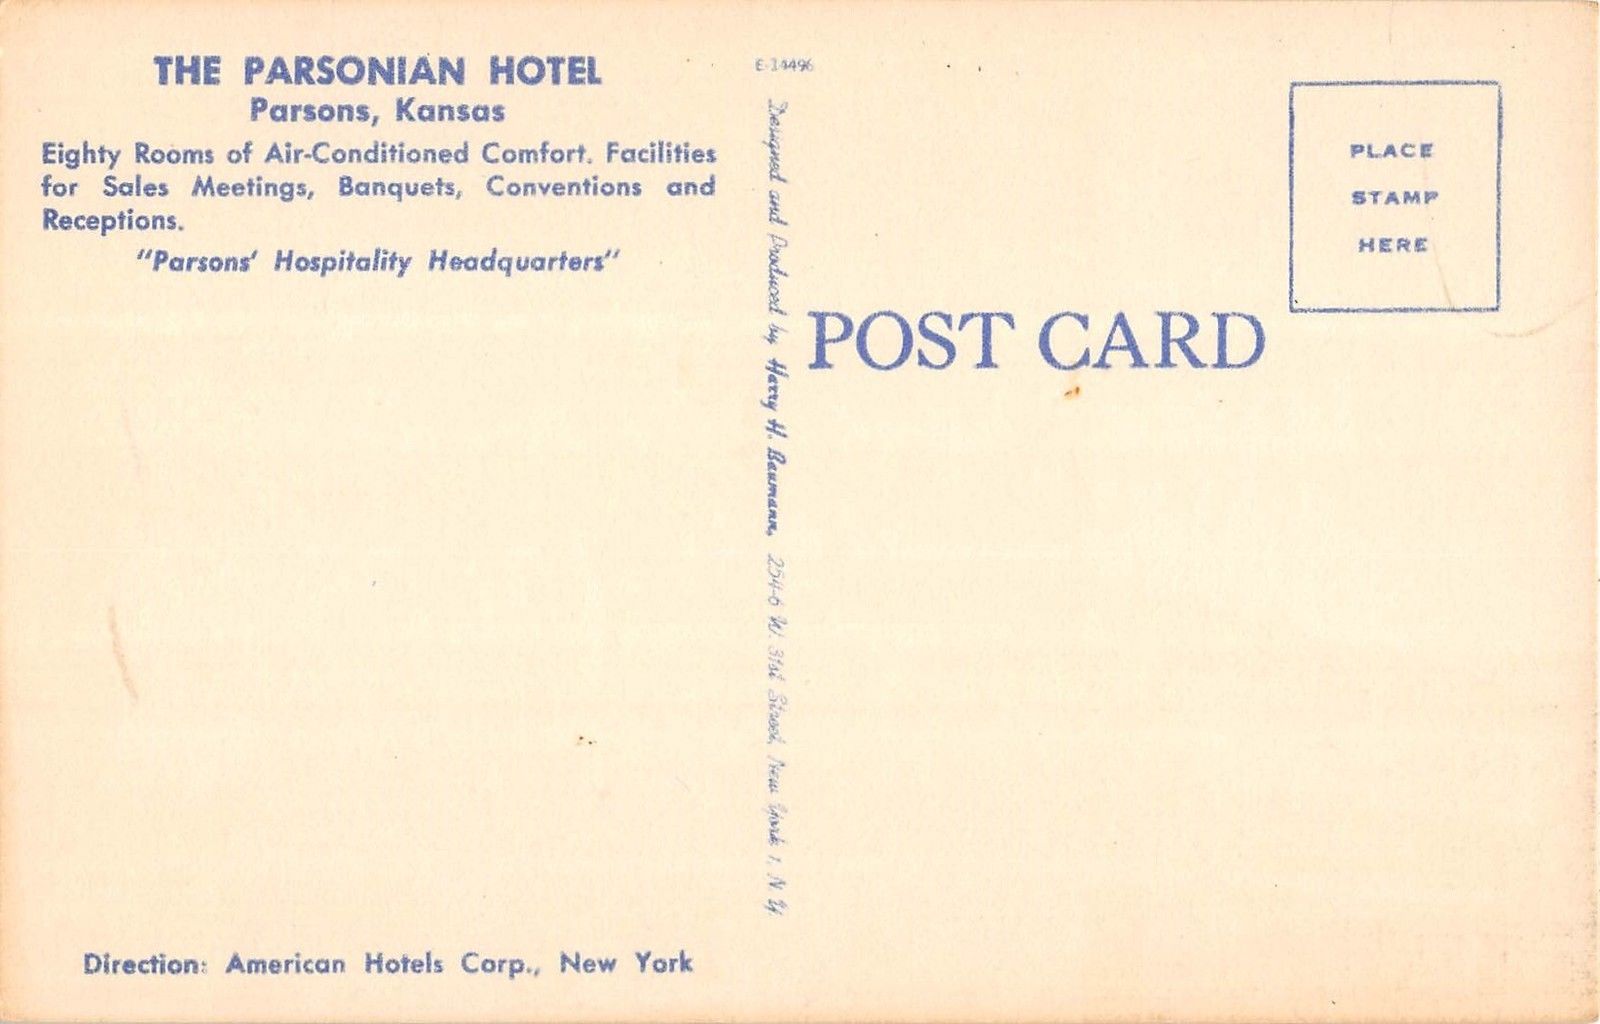 THE PARSONIAN HOTEL
Parsons, Kansas
Eighty Rooms of Air-Conditioned Comfort. Facilities
for Sales Meetings, Banquets, Conventions and
Receptions.
"Parsons' Hospitality Headquarters"
Direction: American Hotels Corp., New York
E-14496
Designed and Produced by Harry H. Baumann, 254-6 W. 31st Street, New York 1, N. Y.
POST CARD
PLACE
STAMP
HERE